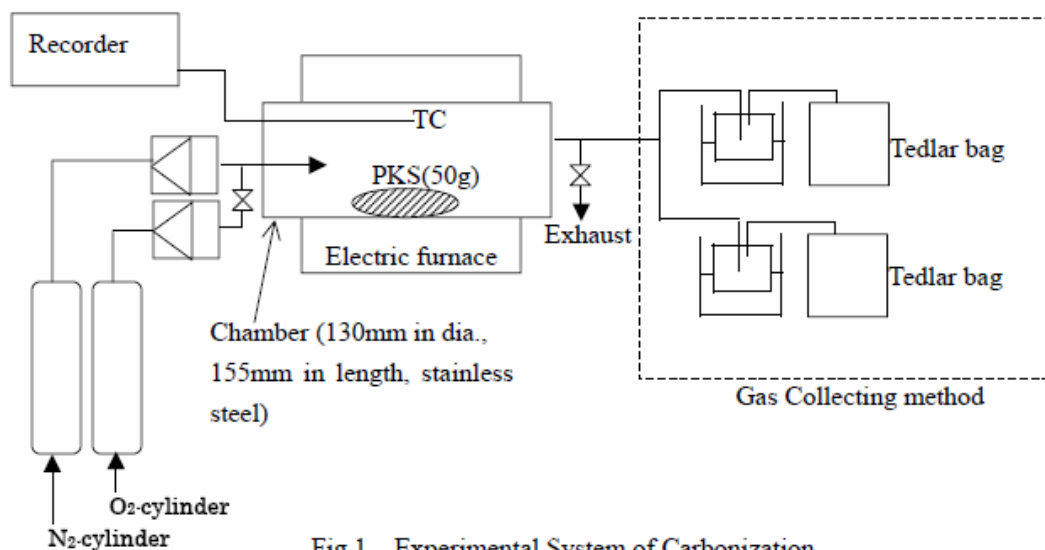 Recorder
TC
PKS(50g)
Electric furnace
Exhaust
Tedlar bag
Tedlar bag
Chamber (130mm in dia.,
155mm in length, stainless
steel)
Gas Collecting method
O2-cylinder
N2-cylinder
Fig.1 Experimental System of Carbonization